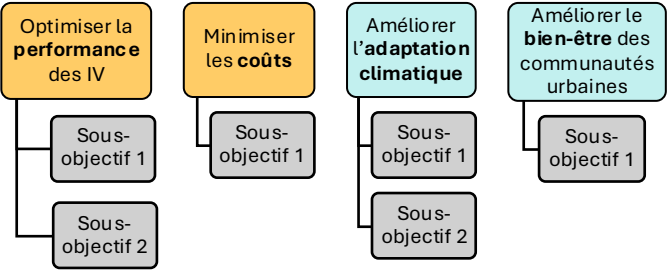 Optimiser la
performance
des IV
Sous-
objectif 1
Sous-
objectif 2
Minimiser
les coûts
Sous-
objectif 1
Améliorer
l'adaptation
climatique
Sous-
objectif 1
Sous-
objectif 2
Améliorer le
bien-être des
communautés
urbaines
Sous-
objectif 1